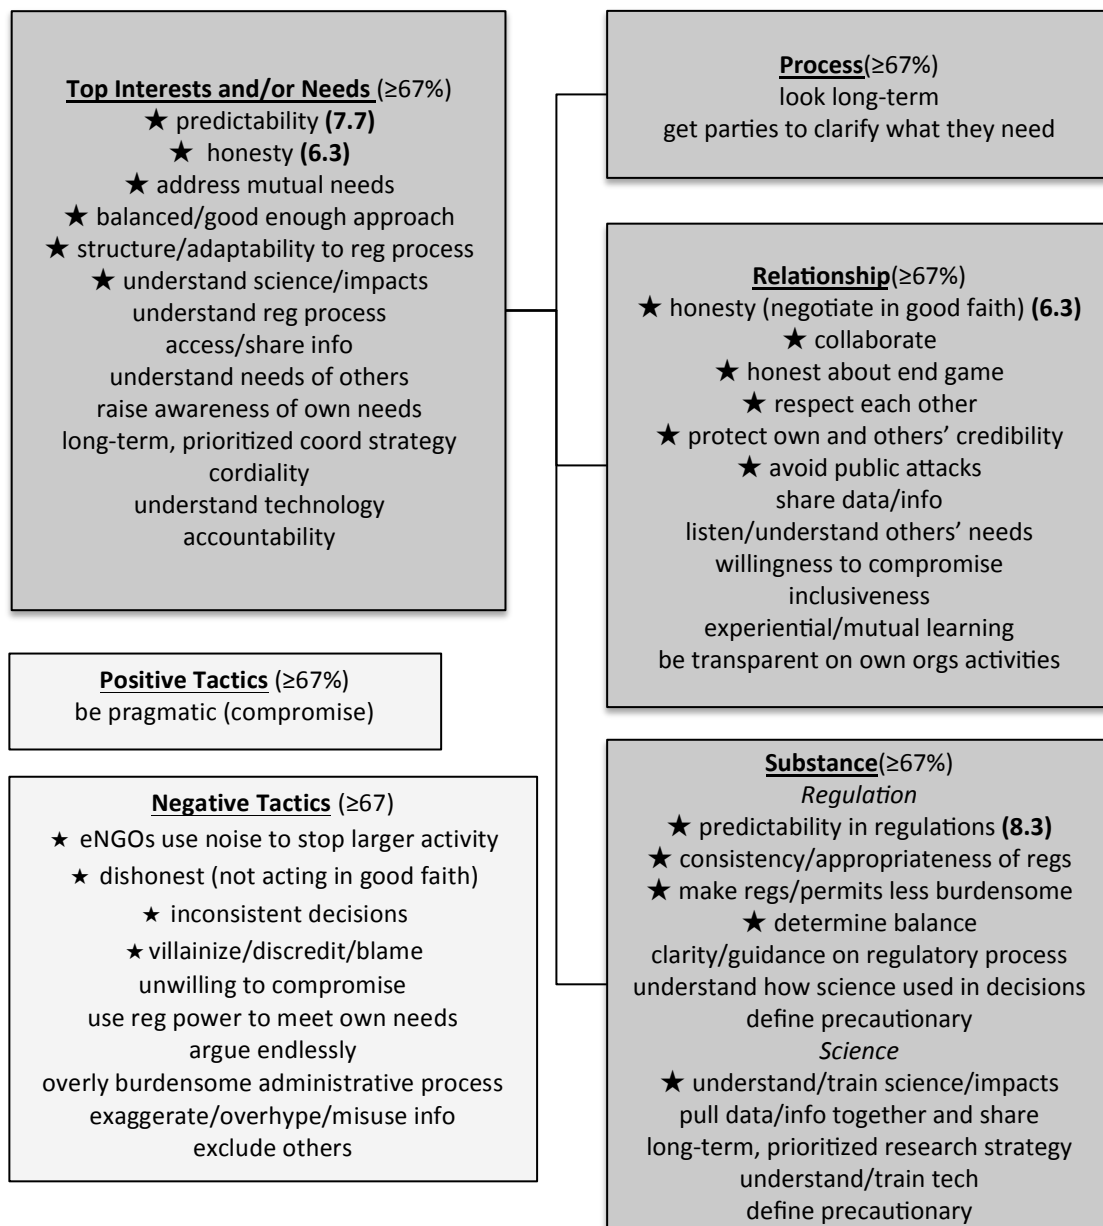 Top Interests and/or Needs (≥67%)
★ predictability (7.7)
★ honesty (6.3)
★ address mutual needs
★ balanced/good enough approach
★ structure/adaptability to reg process
★ understand science/impacts
understand reg process
access/share info
understand needs of others
raise awareness of own needs
long-term, prioritized coord strategy
cordiality
understand technology
accountability
Positive Tactics (≥67%)
be pragmatic (compromise)
Negative Tactics (≥67)
★ eNGOs use noise to stop larger activity
★ dishonest (not acting in good faith)
★ inconsistent decisions
★ villainize/discredit/blame
unwilling to compromise
use reg power to meet own needs
argue endlessly
overly burdensome administrative process
exaggerate/overhype/misuse info
exclude others
Process(≥67%)
look long-term
get parties to clarify what they need
Relationship(≥67%)
★ honesty (negotiate in good faith) (6.3)
★ collaborate
★ honest about end game
★ respect each other
★ protect own and others’ credibility
★ avoid public attacks
share data/info
listen/understand others’ needs
willingness to compromise
inclusiveness
experiential/mutual learning
be transparent on own orgs activities
Substance(≥67%)
Regulation
★ predictability in regulations (8.3)
★ consistency/appropriateness of regs
★ make regs/permits less burdensome
★ determine balance
clarity/guidance on regulatory process
understand how science used in decisions
define precautionary
Science
★ understand/train science/impacts
pull data/info together and share
long-term, prioritized research strategy
understand/train tech
define precautionary